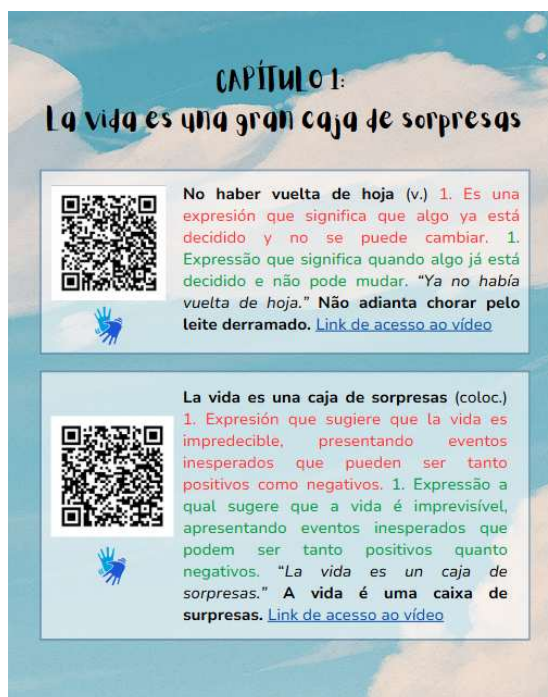 CAPÍTULO 1:
La vida es una gran caja de sorpresas
No haber vuelta de hoja (v.) 1. Es una
expresión que significa que algo ya está
decidido y no se puede cambiar. 1.
Expressão que significa quando algo já está
decidido e não pode mudar. “Ya no había
vuelta de hoja.” Não adianta chorar pelo
leite derramado. Link de acesso ao vídeo
La vida es una caja de sorpresas (coloc.)
1. Expresión que sugiere que la vida es
impredecible, presentando eventos
inesperados que pueden ser tanto
positivos como negativos. 1. Expressão a
qual sugere que a vida é imprevisível,
apresentando eventos inesperados que
podem ser tanto positivos quanto
negativos. “La vida es un caja de
sorpresas.” A vida é uma caixa de
surpresas. Link de acesso ao vídeo